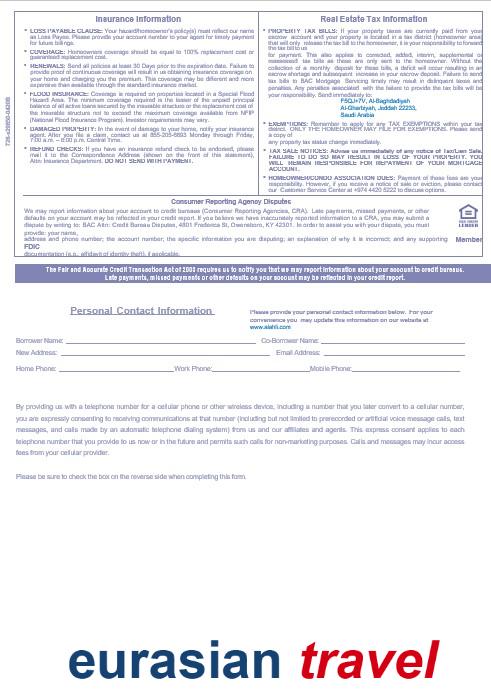 Insurance Information
* LOSS PAYABLE CLAUSE: Your hazard/homeowner's policy(s) must reflect our name
as Loss Payee. Please provide your account number to your agent for timely payment
for future billings.
* COVERAGE: Homeowners coverage should be equal to 100% replacement cost or
guaranteed replacement cost.
* RENEWALS: Send all policies at least 30 Days prior to the expiration date. Failure to
provide proof of continuous coverage will result in us obtaining insurance coverage on,
your home and charging you the premium. This coverage may be different and more
expensive than available through the standard insurance market.
* FLOOD INSURANCE: Coverage is required on properties located in a Special Flood
Hazard Area. The minimum coverage required is the lesser of the unpaid principal
balance of all active loans secured by the insurable structure or the replacement cost of
the insurable structure not to exceed the maximum coverage available from NFIP
(National Flood Insurance Program). Investor requirements may vary.
* DAMAGED PROPERTY: In the event of damage to your home, notify your insurance
agent. After you file a claim, contact us at 855-205-6893 Monday through Friday,
7:00 a.m. – 8:00 p.m. Central Time.
* REFUND CHECKS: If you have an insurance refund check to be endorsed, please
mail it to the Correspondence Address (shown on the front of this statement),
Attn: Insurance Department. DO NOT SEND WITH PAYMENT.
Real Estate Tax Information
* PROPERTY TAX BILLS: If your property taxes are currently paid from your
escrow account and your property is located in a tax district (homeowner area)
that will only release the tax bill to the homeowner, it is your responsibility to forward
the tax bill to us
for payment. This also applies to corrected, added, interim, supplemental or
reassessed tax bills as these are only sent to the homeowner. Without the
collection of a monthly deposit for these bills, a deficit will occur resulting in an
escrow shortage and subsequent increase in your escrow deposit. Failure to send
tax bills to BAC Mortgage. Servicing timely may result in additional taxes or
penalties. Any penalties associated with failure to provide the tax bills will be
your responsibility. Send immediately to:
F5QJ+7V, Al-Baghdadiyah
Al-Gharbiyah, Jeddah 22233,
Saudi Arabia
* EXEMPTIONS: Remember to apply for any TAX EXEMPTIONS within your tax
district. ONLY THE HOMEOWNER MAY FILE FOR EXEMPTIONS. Please send
a copy of
any property tax status change immediately.
* TAX SALE NOTICES: Advise us immediately of any notice of Tax/Lien Sale.
FAILURE TO DO SO MAY RESULT IN LOSS OF YOUR PROPERTY. YOU
WILL REMAIN RESPONSIBLE FOR REPAYMENT OF YOUR MORTGAGE
ACCOUNT.
* HOMEOWNER/CONDO ASSOCIATION DUES: Payment of these are your
responsibility. However, if you receive a notice of sale or eviction, please contact
our Customer Service Center at +974 4420 5222 to discuss options.
Consumer Reporting Agency Disputes
We may report information about your account to credit bureaus (Consumer Reporting Agencies, CRA). Late payments, missed payments, or other
defaults on your account may be reflected in your credit report. If you believe we have inaccurately reported information to a CRA, you may submit a
dispute by writing to: BAC Attn: Credit Bureau Disputes, 4801 Frederica St, Owensboro, KY 42301. In order to assist you with your dispute, you must
provide: your name,
address and phone number; the account number; the specific information you are disputing; an explanation of why it is incorrect; and any supporting
Member
FDIC
documentation (e.g., affidavit of identity theft), if applicable.
The Fair and Accurate Credit Transaction Act of 2003 requires us to notify you that we may report information about your account to credit bureaus.
Late payments, missed payments or other defaults on your account may be reflected in your credit report.
Personal Contact Information
Please provide your personal contact information below. For your
convenience you may update this information on our website at
www.alahli.com
Borrower Name:
Co-Borrower Name:
New Address:
Email Address:
Home Phone:
Work Phone:
Mobile Phone:
By providing us with a telephone number for a cellular phone or other wireless device, including a number that you later convert to a cellular number,
you are expressly consenting to receiving communications at that number (including but not limited to prerecorded or artificial voice message calls, text
messages, and calls made by an automatic telephone dialing system) from us and our affiliates and agents. This express consent applies to each
telephone number that you provide to us now or in the future and permits such calls for non-marketing purposes. Calls and messages may incur access
fees from your cellular provider.
Please be sure to check the box on the reverse side when completing this form.
eurasian travel